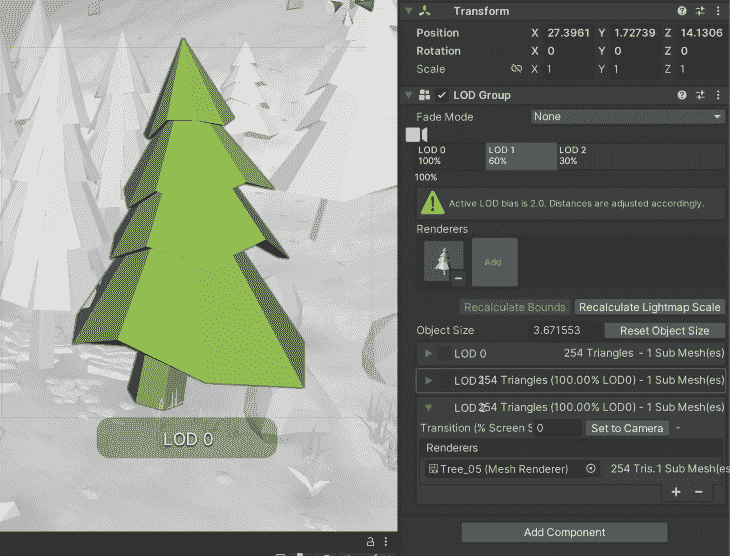 Transform
Position X 27.3961 Y 1.72739 Z 14.1306
Rotation X 0 Y 0 Z 0
Scale X 1 Y 1 Z 1
LOD Group
Fade Mode None
LOD 0 LOD 1 LOD 2
100% 60% 30%
100%
Active LOD bias is 2.0. Distances are adjusted accordingly.
Renderers
Add
Recalculate Bounds Recalculate Lightmap Scale
Object Size 3.671553 Reset Object Size
LOD 0 254 Triangles - 1 Sub Mesh(es)
LOD 254 Triangles (100.00% LOD0) - 1 Sub Mesh(es)
LOD 254 Triangles (100.00% LOD0) - 1 Sub Mesh(es)
Transition (% Screen S 0 Set to Camera -
Renderers
Tree_05 (Mesh Renderer) 254 Tris. 1 Sub Mesh(es
+ -
Add Component
LOD 0